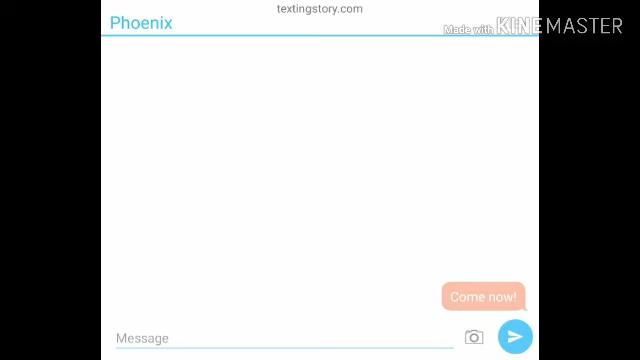 textingstory.com
Phoenix
Made with KINEMASTER
Come now!
Message